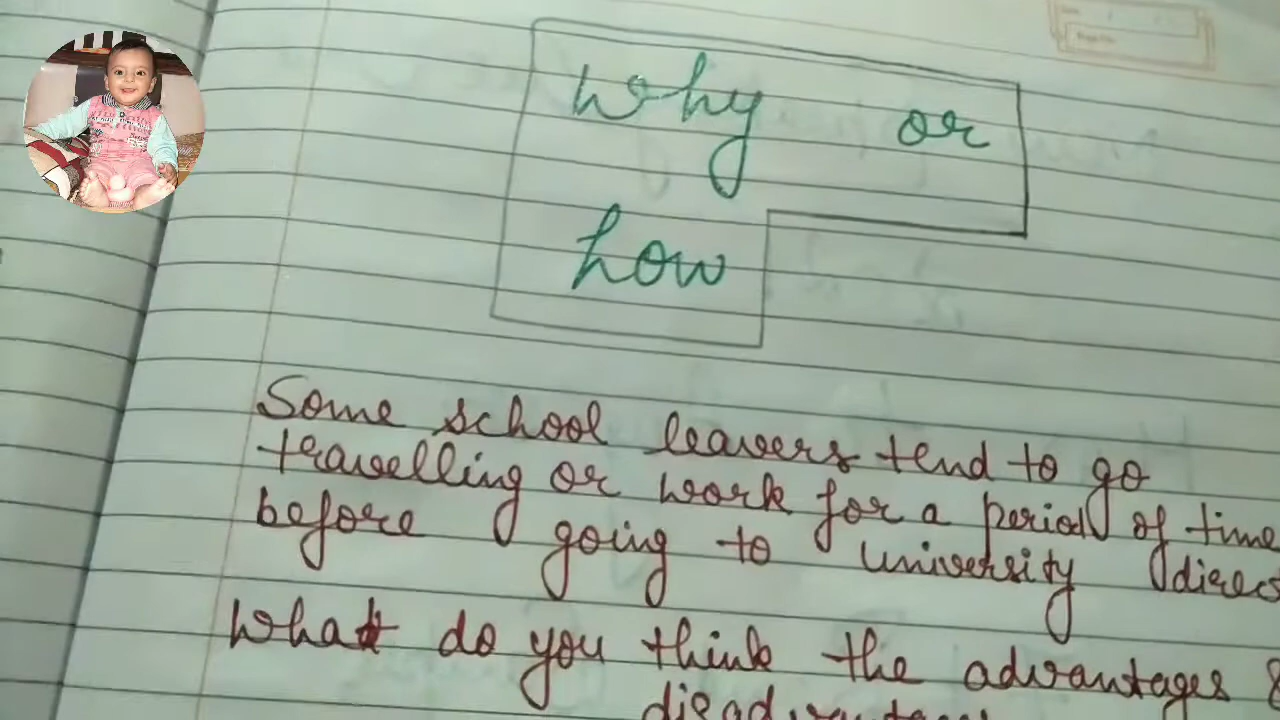 Why or
how
Some school leavers tend to go
travelling or work for a period of time
before going to university
What do you think the advantages &